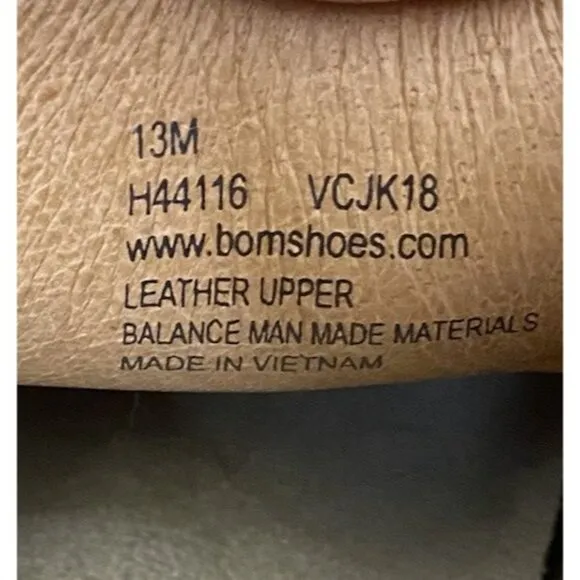 13M
H44116 VCJK18
www.bomshoes.com
LEATHER UPPER
BALANCE MAN MADE MATERIALS
MADE IN VIETNAM